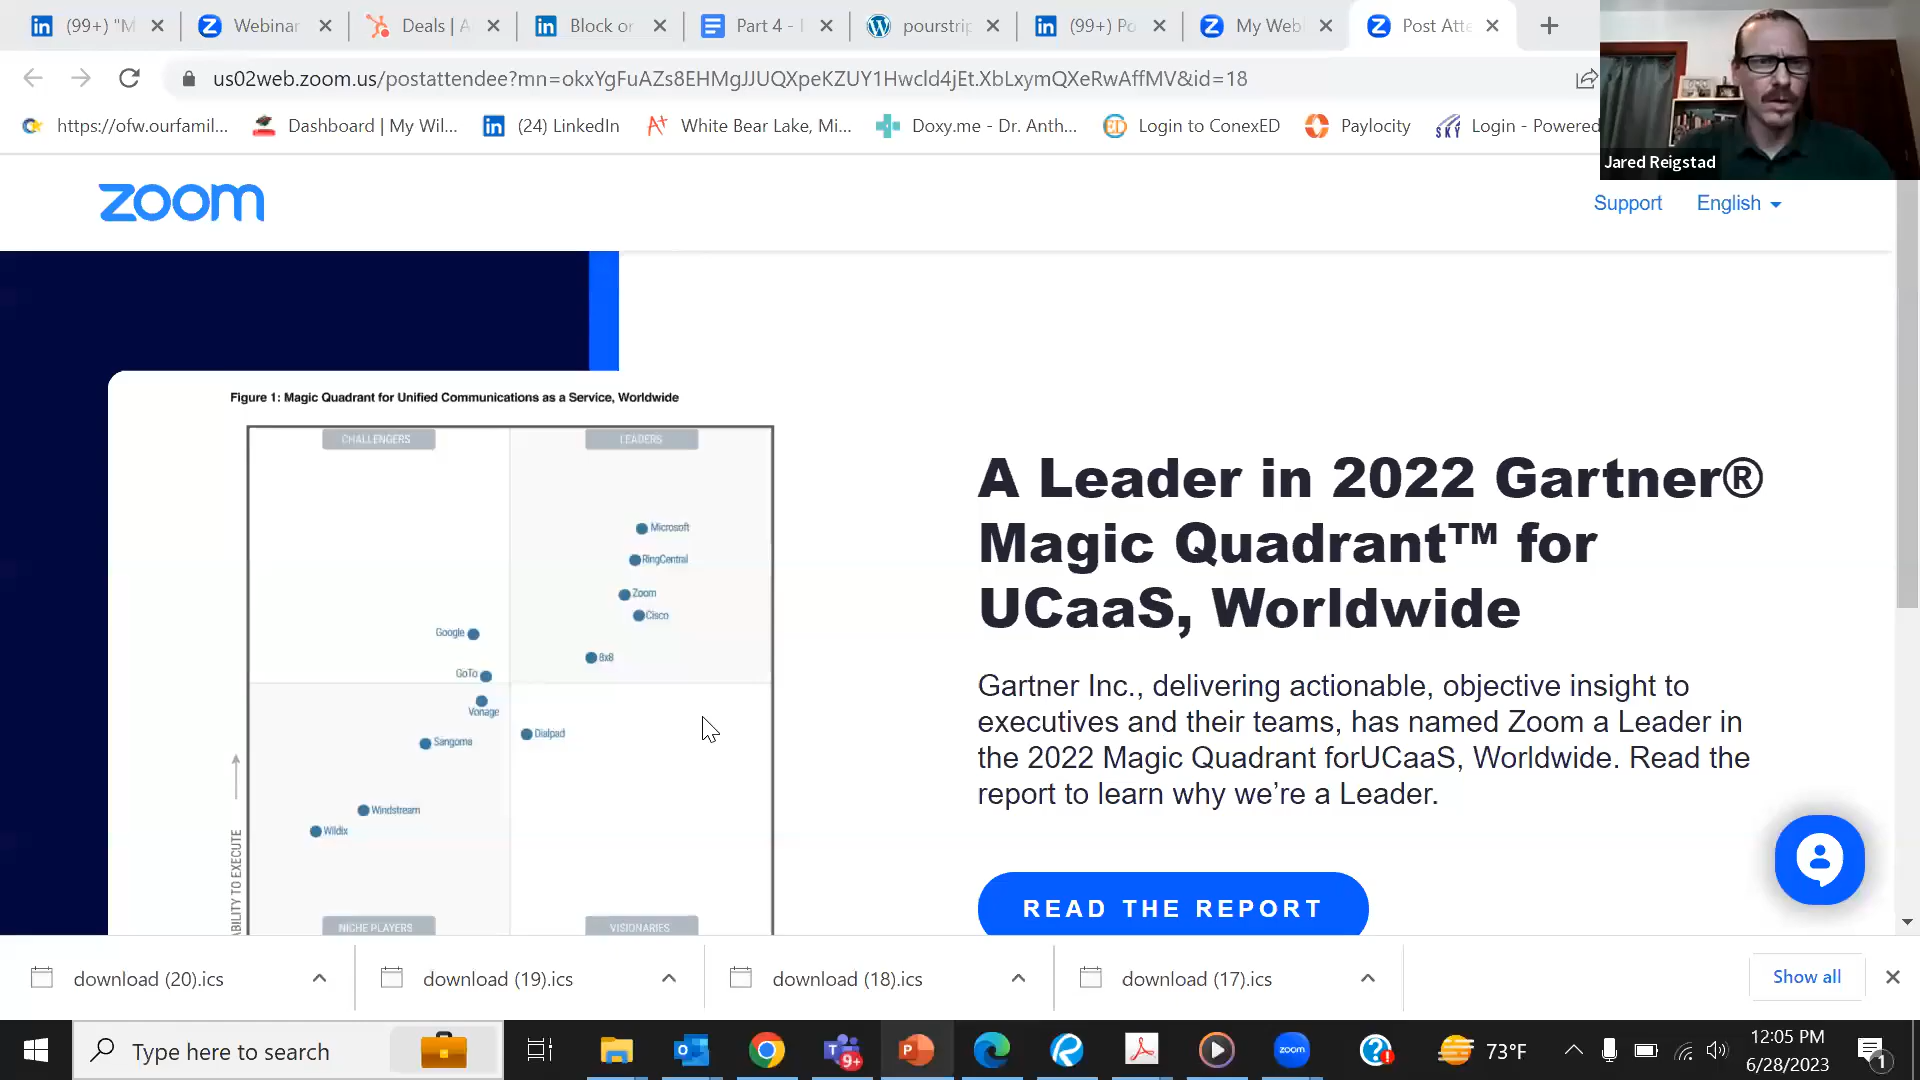 (99+) "M
Webinar
Deals | A
Block or
Part 4 - I
pourstrip
(99+) Po
My Web
Post Atte
us02web.zoom.us/postattendee?mn=okxYgFuAZs8EHMgJJUQXpeKZUY1Hwcld4jEt.XbLxymQXeRwAffMV&id=18
https://ofw.ourfamil...
Dashboard | My Wil...
(24) LinkedIn
White Bear Lake, Mi...
Doxy.me - Dr. Anth...
Login to ConexED
Paylocity
Login - Powered
Jared Reigstad
zoom
Support
English
Figure 1: Magic Quadrant for Unified Communications as a Service, Worldwide
CHALLENGERS
LEADERS
Microsoft
RingCentral
Zoom
Cisco
Google
8x8
GoTo
Vonage
Dialpad
Sangoma
Windstream
Wildix
ABILITY TO EXECUTE
NICHE PLAYERS
VISIONARIES
A Leader in 2022 Gartner®
Magic Quadrant™ for
UCaaS, Worldwide
Gartner Inc., delivering actionable, objective insight to
executives and their teams, has named Zoom a Leader in
the 2022 Magic Quadrant forUCaaS, Worldwide. Read the
report to learn why we're a Leader.
READ THE REPORT
download (20).ics
download (19).ics
download (18).ics
download (17).ics
Show all
Type here to search
9+
zoom
73°F
12:05 PM
6/28/2023
1